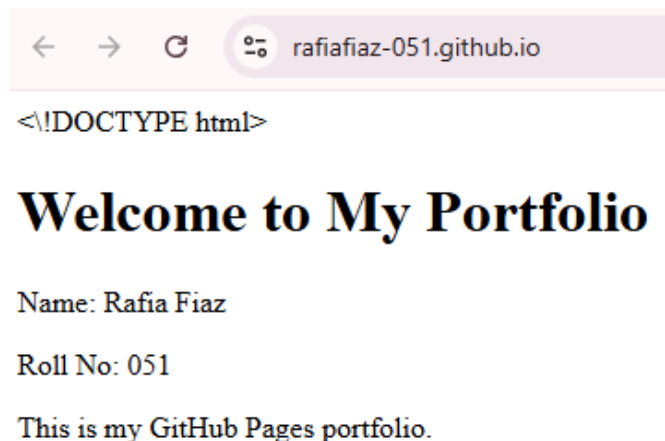 rafiafiaz-051.github.io
<\!DOCTYPE html>
Welcome to My Portfolio
Name: Rafia Fiaz
Roll No: 051
This is my GitHub Pages portfolio.